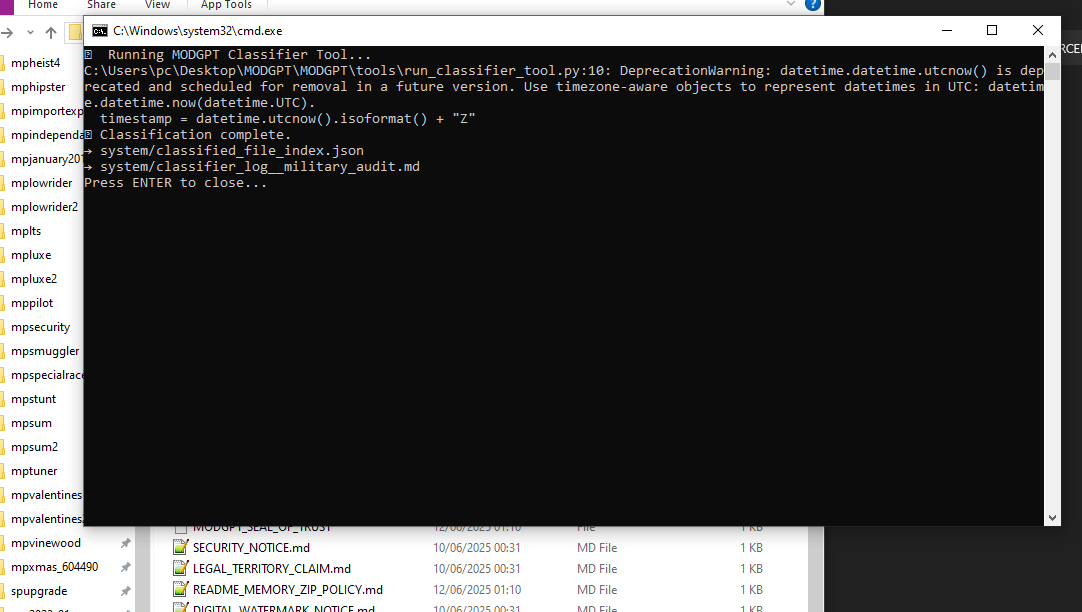 Home Share View App Tools
C:\Windows\system32\cmd.exe
Running MODGPT Classifier Tool...
C:\Users\pc\Desktop\MODGPT\MODGPT\tools\run_classifier_tool.py:10: DeprecationWarning: datetime.datetime.utcnow() is dep
recated and scheduled for removal in a future version. Use timezone-aware objects to represent datetimes in UTC: datetim
e.datetime.now(datetime.UTC).
timestamp = datetime.utcnow().isoformat() + "Z"
Classification complete.
→ system/classified_file_index.json
→ system/classifier_log__military_audit.md
Press ENTER to close...
mpheist4
mphipster
mpimportexp
mpindependa
mpjanuary201
mplowrider
mplowrider2
mplts
mpluxe
mpluxe2
mppilot
mpsecurity
mpsmuggler
mpspecialrace
mpstunt
mpsum
mpsum2
mptuner
mpvalentines
mpvalentines
mpvinewood
mpxmas_604490
spupgrade
MODGPT_SEAL_OF_TRUST 12/06/2025 01:10 File 1 KB
SECURITY_NOTICE.md 10/06/2025 00:31 MD File 1 KB
LEGAL_TERRITORY_CLAIM.md 10/06/2025 00:31 MD File 1 KB
README_MEMORY_ZIP_POLICY.md 12/06/2025 01:10 MD File 1 KB
DIGITAL_WATERMARK_NOTICE.md 10/06/2025 00:31 MD File 1 KB